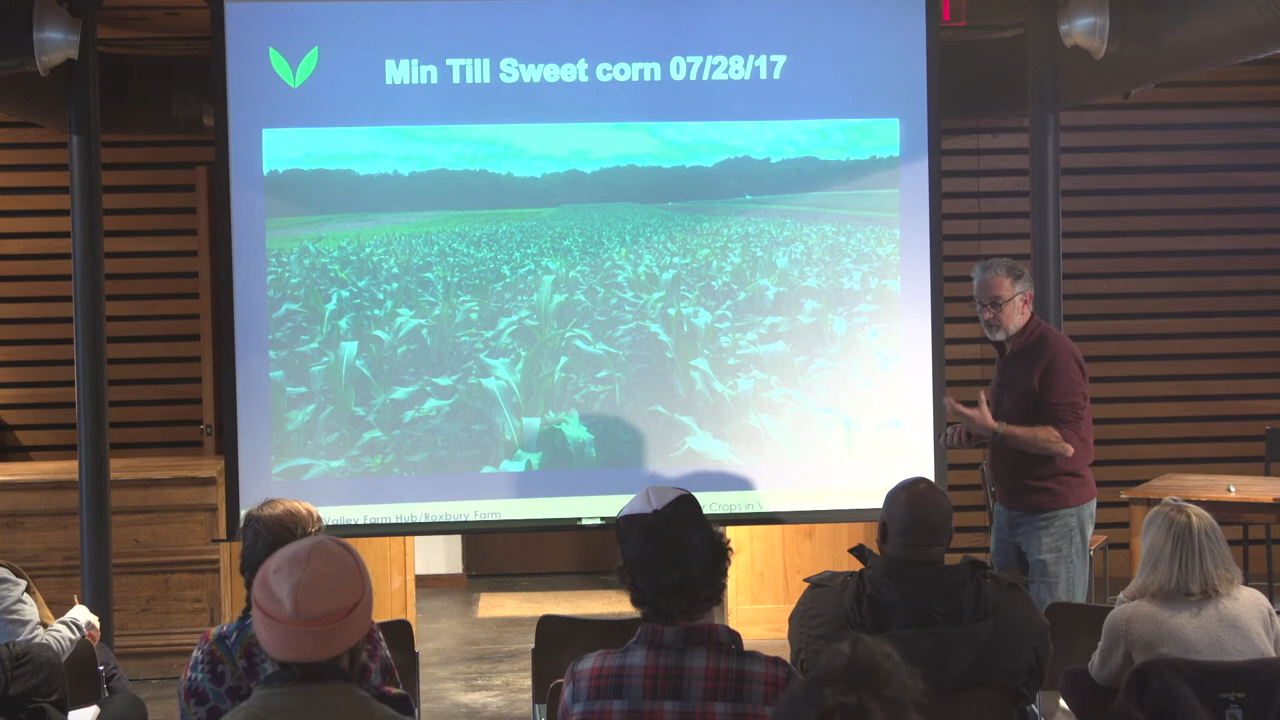 Min Till Sweet corn 07/28/17
Valley Farm Hub/Roxbury Farm
Crops in